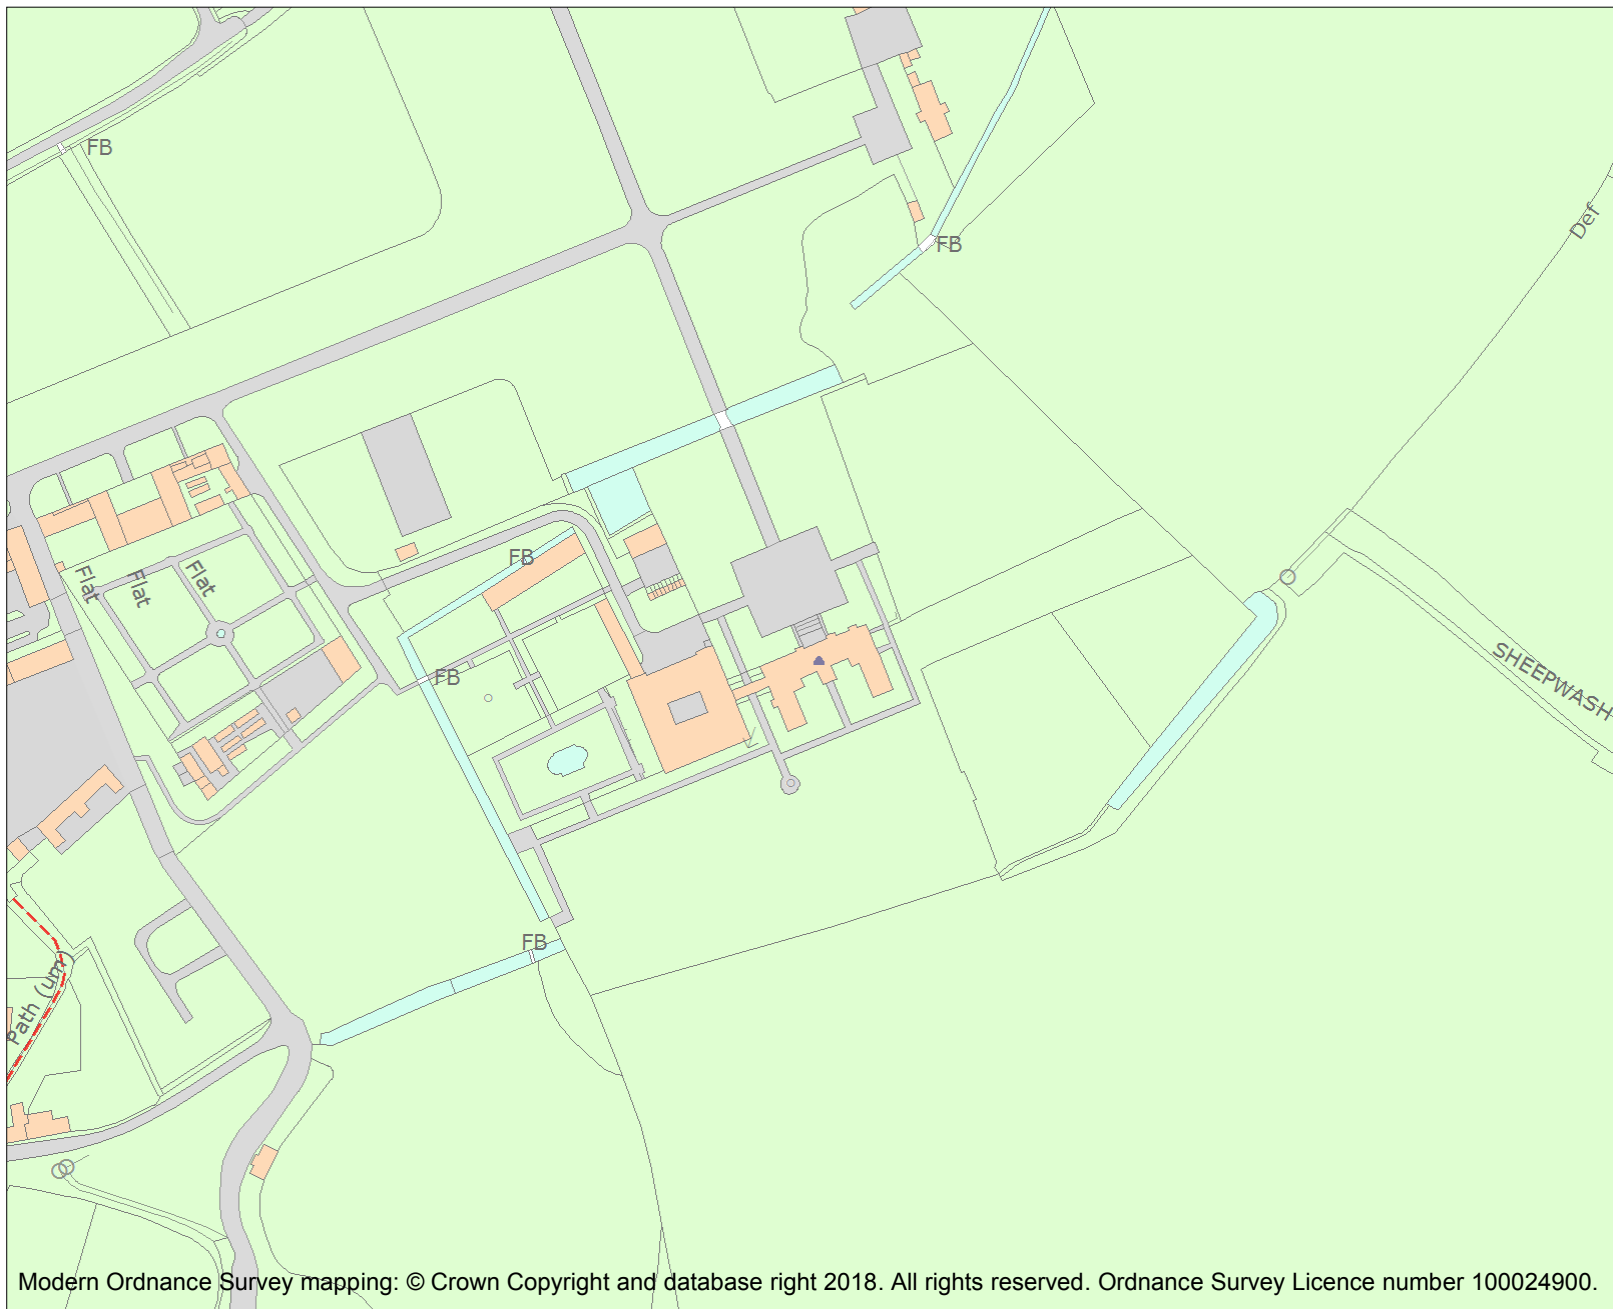 FB
Def
FB
FB
Flat
Flat
Flat
SHEEPWASH
FB
FB
Path (um)
Modern Ordnance Survey mapping: © Crown Copyright and database right 2018. All rights reserved. Ordnance Survey Licence number 100024900.